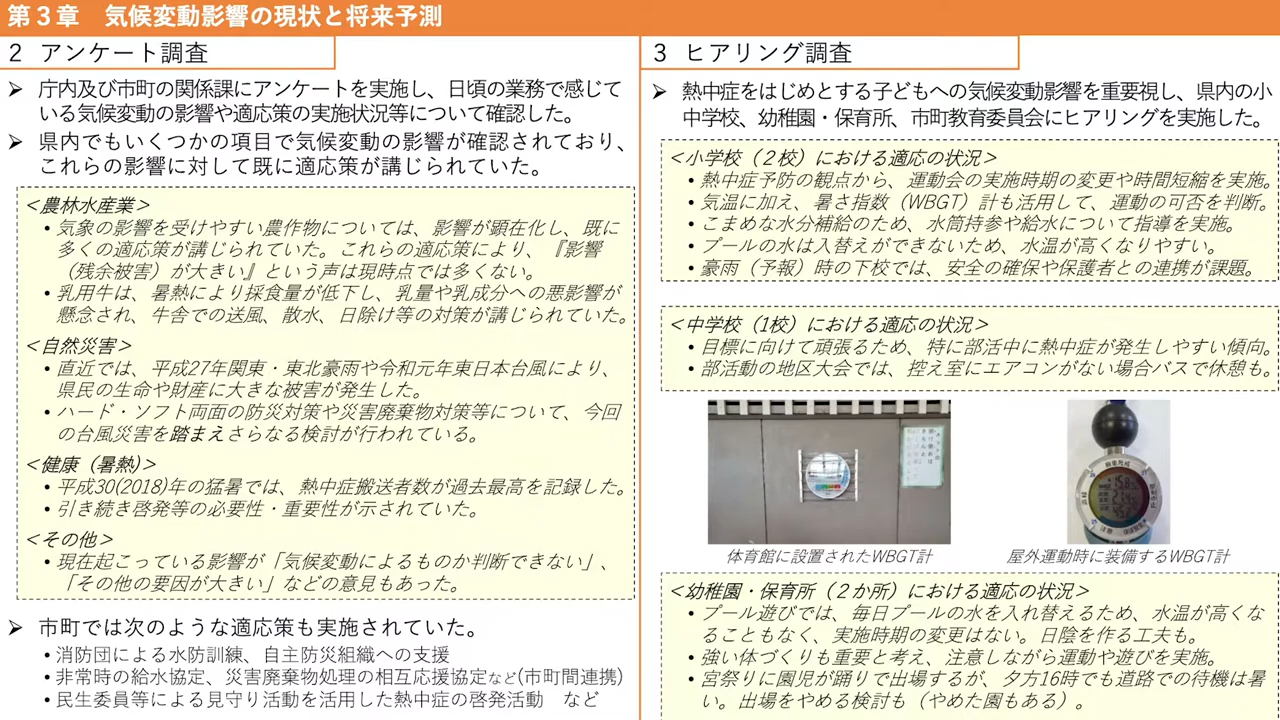 第3章 気候変動影響の現状と将来予測
2 アンケート調査
➢ 庁内及び市町の関係課にアンケートを実施し、日頃の業務で感じて
いる気候変動の影響や適応策の実施状況等について確認した。
➢ 県内でもいくつかの項目で気候変動の影響が確認されており、
これらの影響に対して既に適応策が講じられていた。
＜農林水産業＞
• 気象の影響を受けやすい農作物については、影響が顕在化し、既に
多くの適応策が講じられていた。これらの適応策により、『影響
（残余被害）が大きい』という声は現時点では多くない。
• 乳用牛は、暑熱により採食量が低下し、乳量や乳成分への悪影響が
懸念され、牛舎での送風、散水、日除け等の対策が講じられていた。
＜自然災害＞
• 直近では、平成27年関東・東北豪雨や令和元年東日本台風により、
県民の生命や財産に大きな被害が発生した。
• ハード・ソフト両面の防災対策や災害廃棄物対策等について、今回
の台風災害を踏まえさらなる検討が行われている。
＜健康（暑熱）＞
• 平成30(2018)年の猛暑では、熱中症搬送者数が過去最高を記録した。
• 引き続き啓発等の必要性・重要性が示されていた。
＜その他＞
• 現在起こっている影響が「気候変動によるものか判断できない」、
「その他の要因が大きい」などの意見もあった。
➢ 市町では次のような適応策も実施されていた。
• 消防団による水防訓練、自主防災組織への支援
• 非常時の給水協定、災害廃棄物処理の相互応援協定など(市町間連携)
• 民生委員等による見守り活動を活用した熱中症の啓発活動 など
3 ヒアリング調査
➢ 熱中症をはじめとする子どもへの気候変動影響を重要視し、県内の小
中学校、幼稚園・保育所、市町教育委員会にヒアリングを実施した。
＜小学校（２校）における適応の状況＞
• 熱中症予防の観点から、運動会の実施時期の変更や時間短縮を実施。
• 気温に加え、暑さ指数（WBGT）計も活用して、運動の可否を判断。
• こまめな水分補給のため、水筒持参や給水について指導を実施。
• プールの水は入替えができないため、水温が高くなりやすい。
• 豪雨（予報）時の下校では、安全の確保や保護者との連携が課題。
＜中学校（1校）における適応の状況＞
• 目標に向けて頑張るため、特に部活中に熱中症が発生しやすい傾向。
• 部活動の地区大会では、控え室にエアコンがない場合バスで休憩も。
体育館に設置されたWBGT計
屋外運動時に装備するWBGT計
＜幼稚園・保育所（２か所）における適応の状況＞
• プール遊びでは、毎日プールの水を入れ替えるため、水温が高くな
ることもなく、実施時期の変更はない。日陰を作る工夫も。
• 強い体づくりも重要と考え、注意しながら運動や遊びを実施。
• 宮祭りに園児が踊りで出場するが、夕方16時でも道路での待機は暑
い。出場をやめる検討も（やめた園もある）。